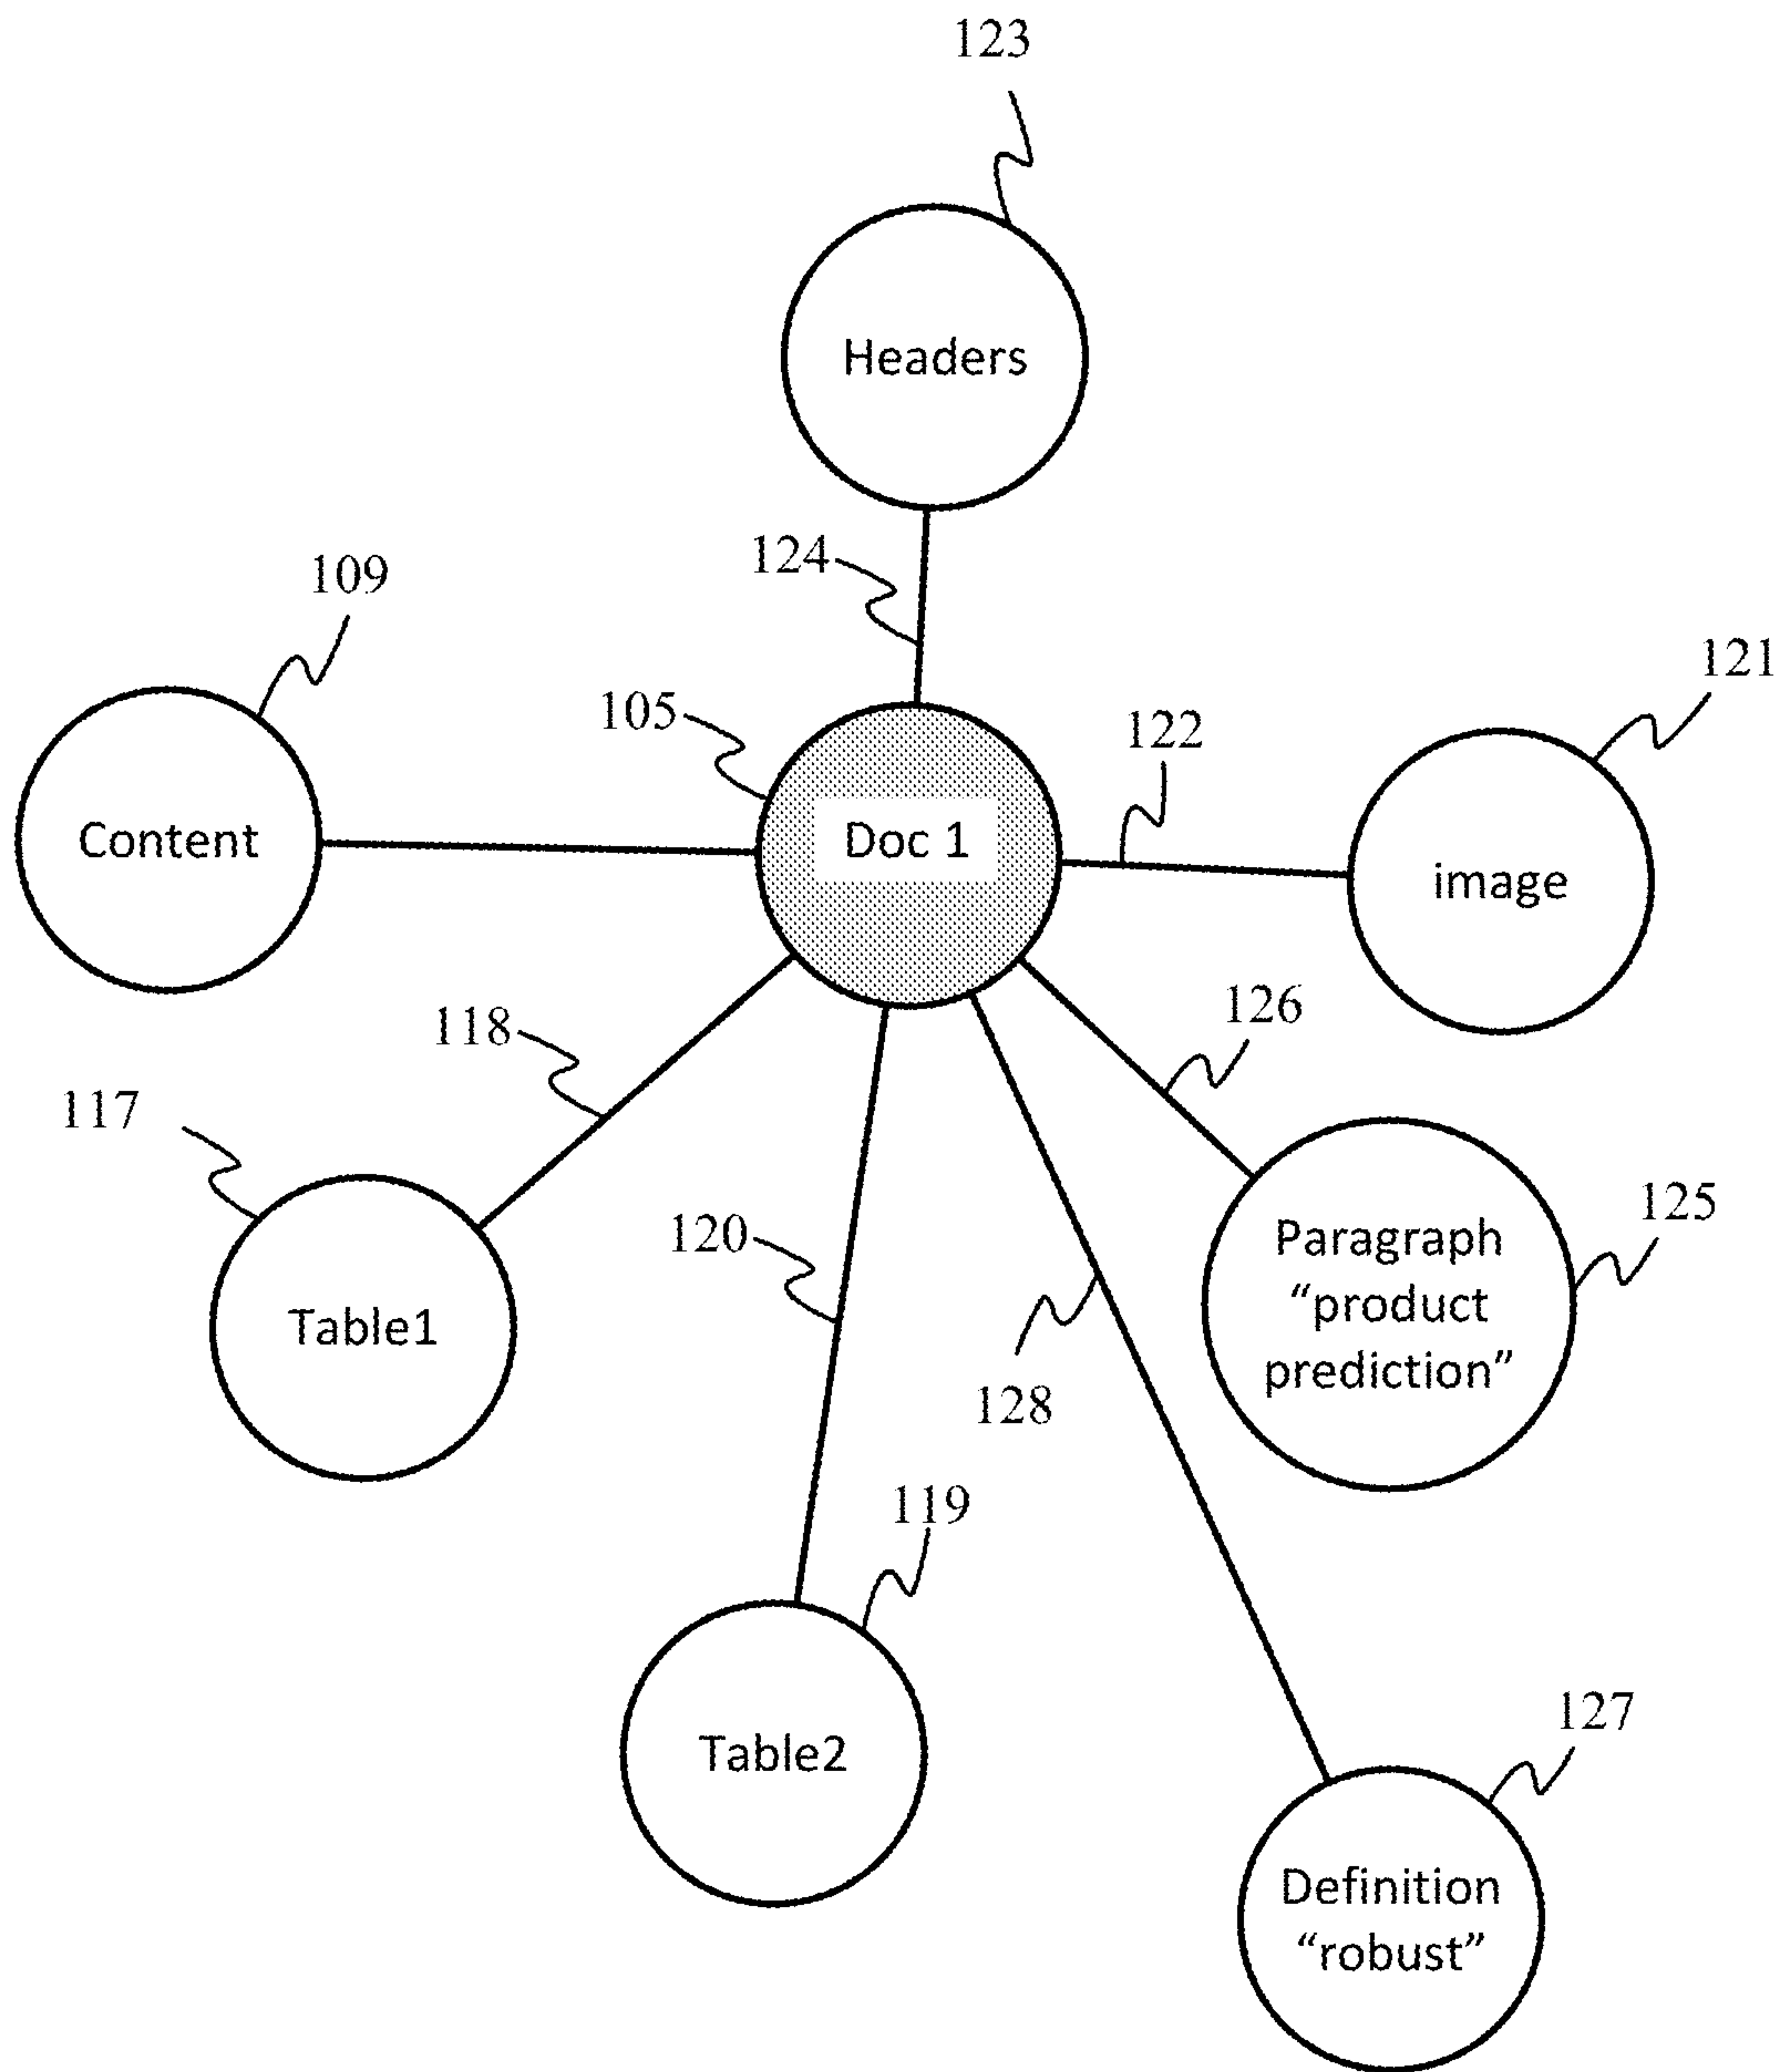 123
Headers
124
109
121
105
122
Content
Doc 1
image
118
126
117
120
125
Paragraph
“product
prediction”
Table1
128
119
127
Table2
Definition
“robust”